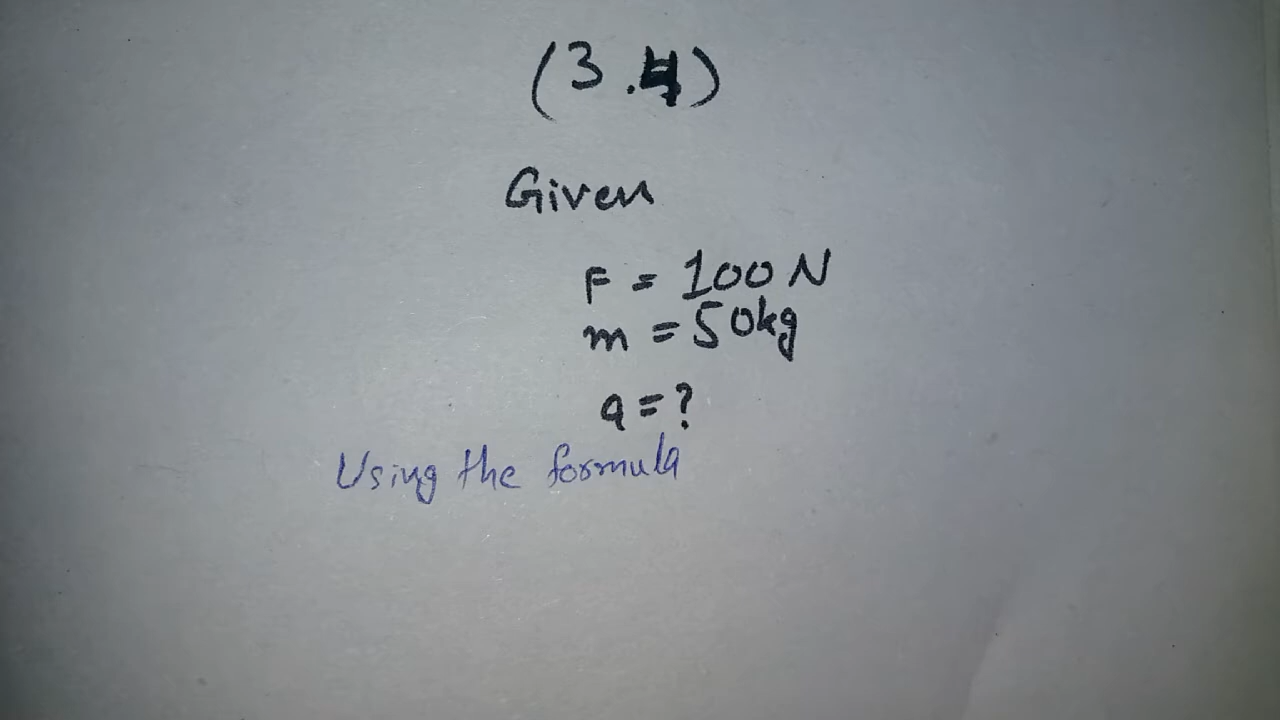 (3.4)
Given
F = 100 N
m = 50kg
a = ?
Using the formula